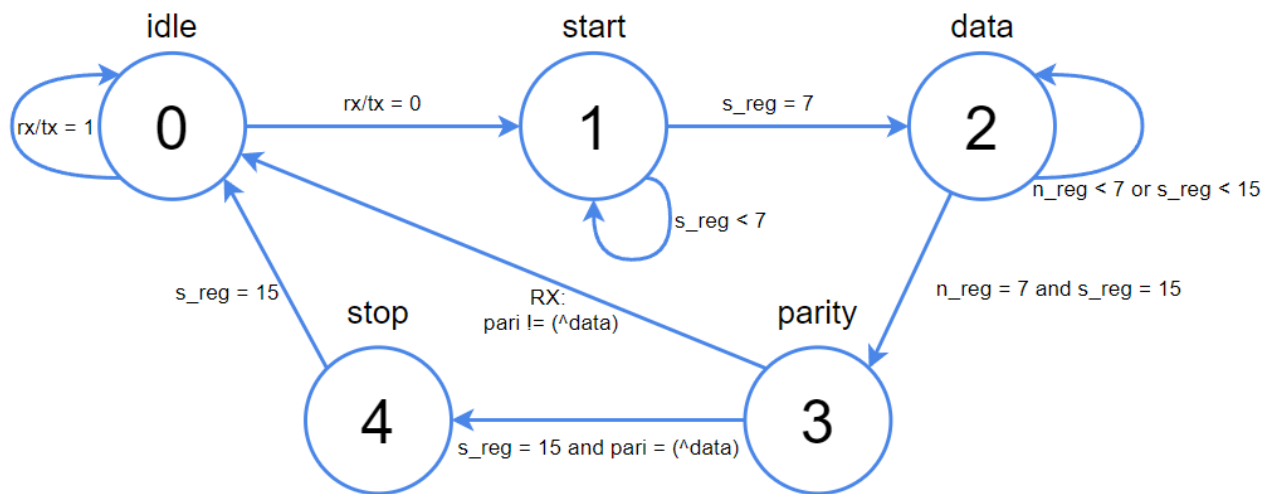 idle
start
data
rx/tx = 1
0
rx/tx = 0
1
s_reg = 7
2
n_reg < 7 or s_reg < 15
s_reg < 7
s_reg = 15
RX:
pari != (^data)
n_reg = 7 and s_reg = 15
stop
parity
4
s_reg = 15 and pari = (^data)
3